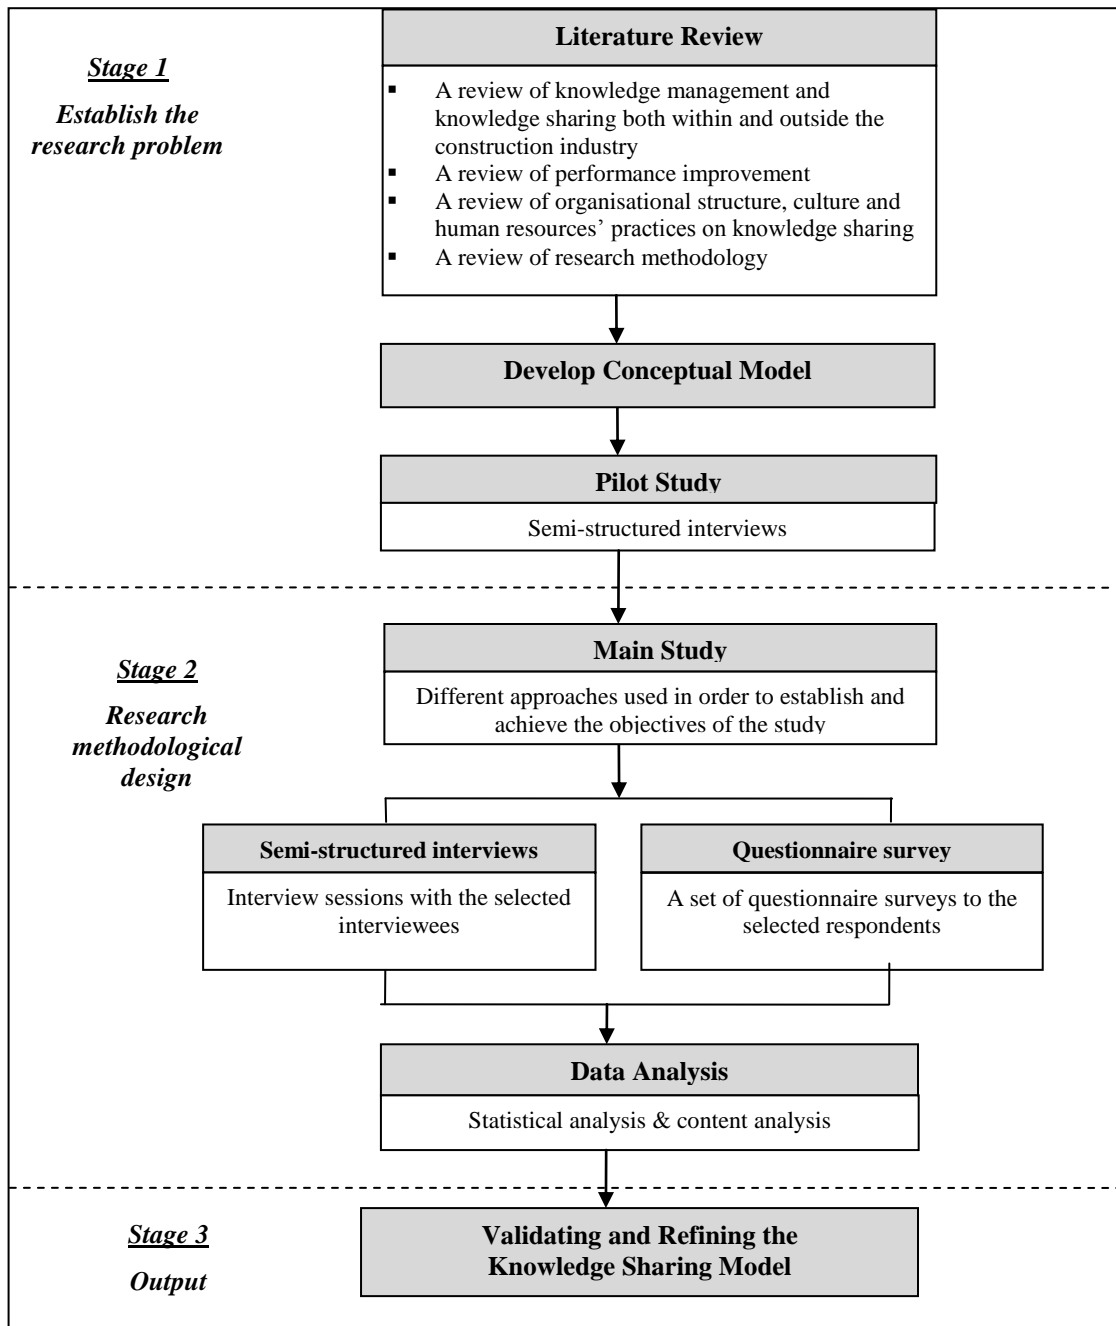 Literature Review
Stage 1
Establish the
research problem
▪ A review of knowledge management and
knowledge sharing both within and outside the
construction industry
▪ A review of performance improvement
▪ A review of organisational structure, culture and
human resources’ practices on knowledge sharing
▪ A review of research methodology
Develop Conceptual Model
Pilot Study
Semi-structured interviews
Stage 2
Research
methodological
design
Main Study
Different approaches used in order to establish and
achieve the objectives of the study
Semi-structured interviews
Interview sessions with the selected
interviewees
Questionnaire survey
A set of questionnaire surveys to the
selected respondents
Data Analysis
Statistical analysis & content analysis
Stage 3
Output
Validating and Refining the
Knowledge Sharing Model